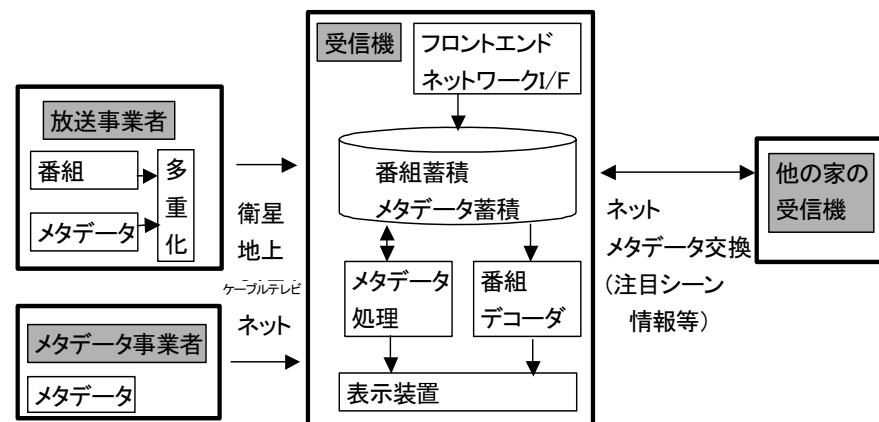 放送事業者
番組
メタデータ
多
重
化
メタデータ事業者
メタデータ
衛星
地上
ケーブルテレビ
ネット
受信機
フロントエンド
ネットワークI/F
番組蓄積
メタデータ蓄積
メタデータ
処理
番組
デコーダ
表示装置
ネット
メタデータ交換
(注目シーン
情報等)
他の家の
受信機